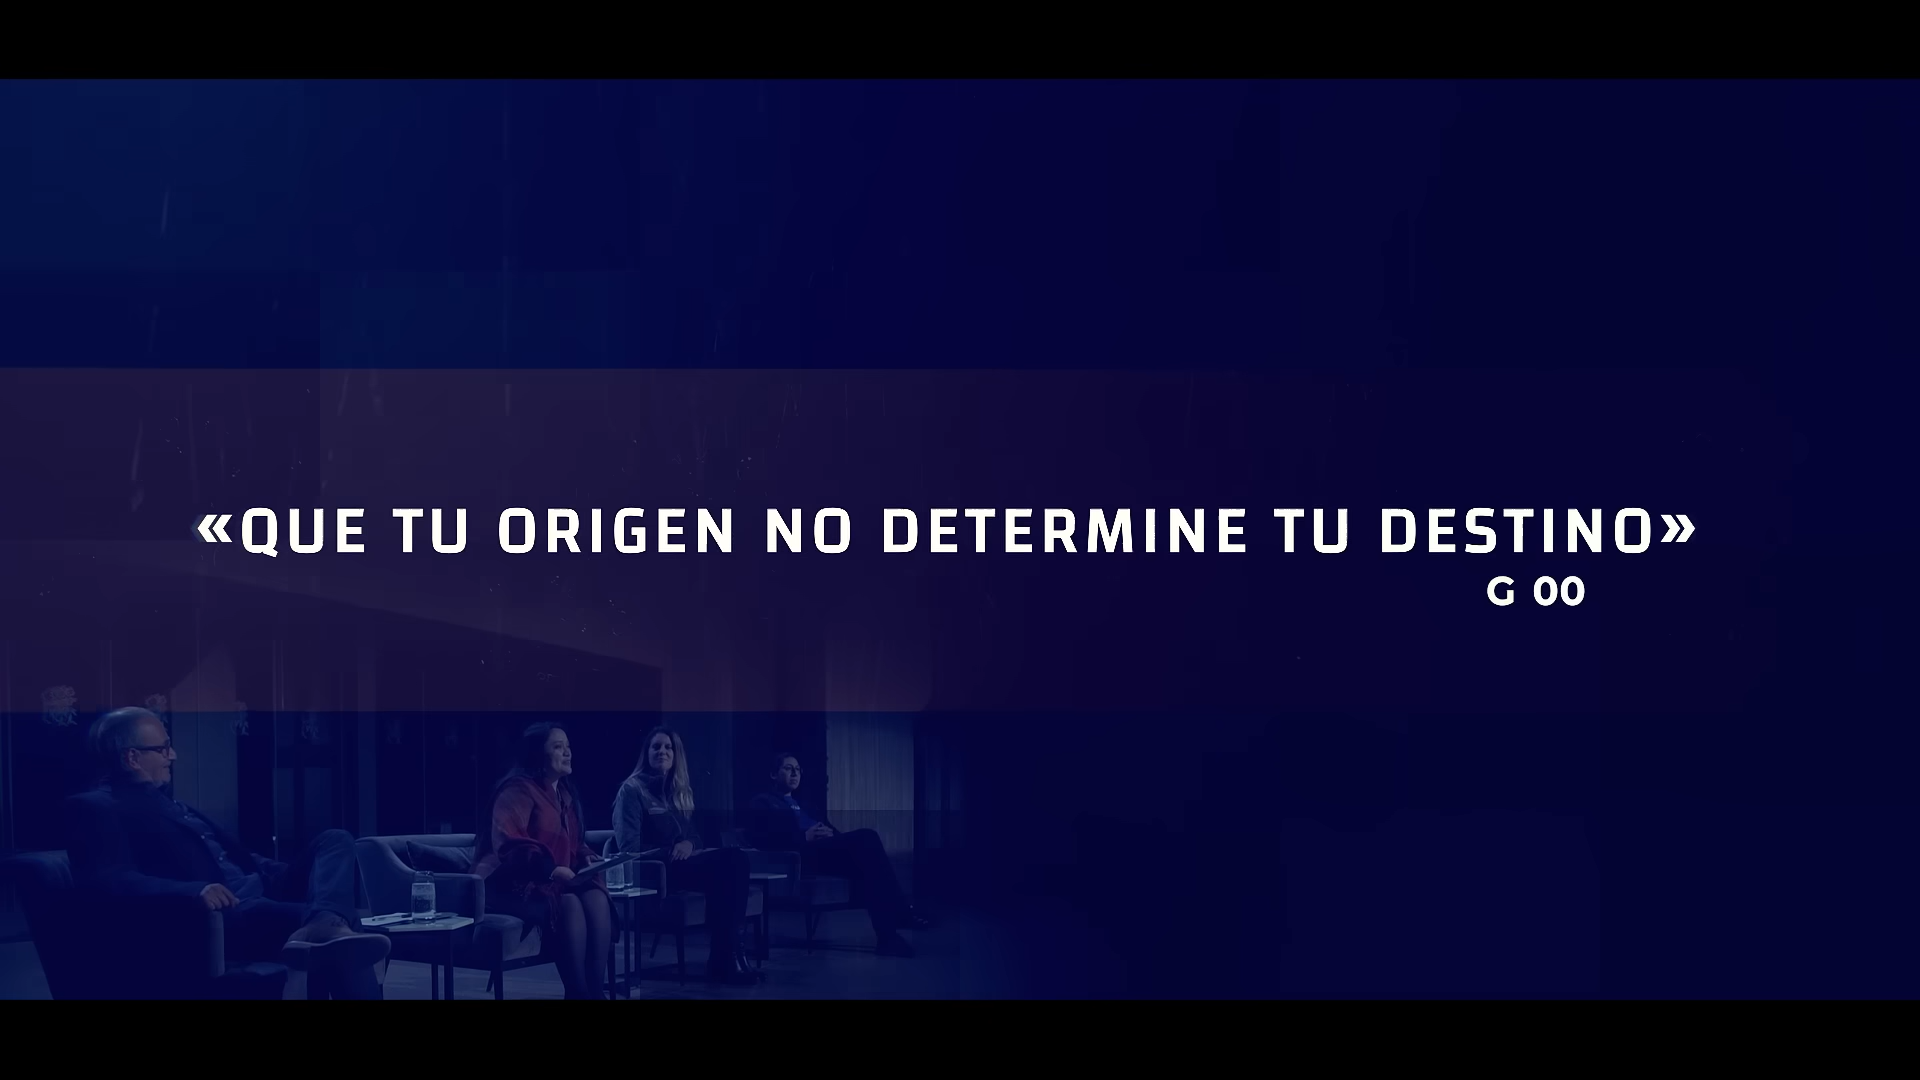 «QUE TU ORIGEN NO DETERMINE TU DESTINO»
G 00